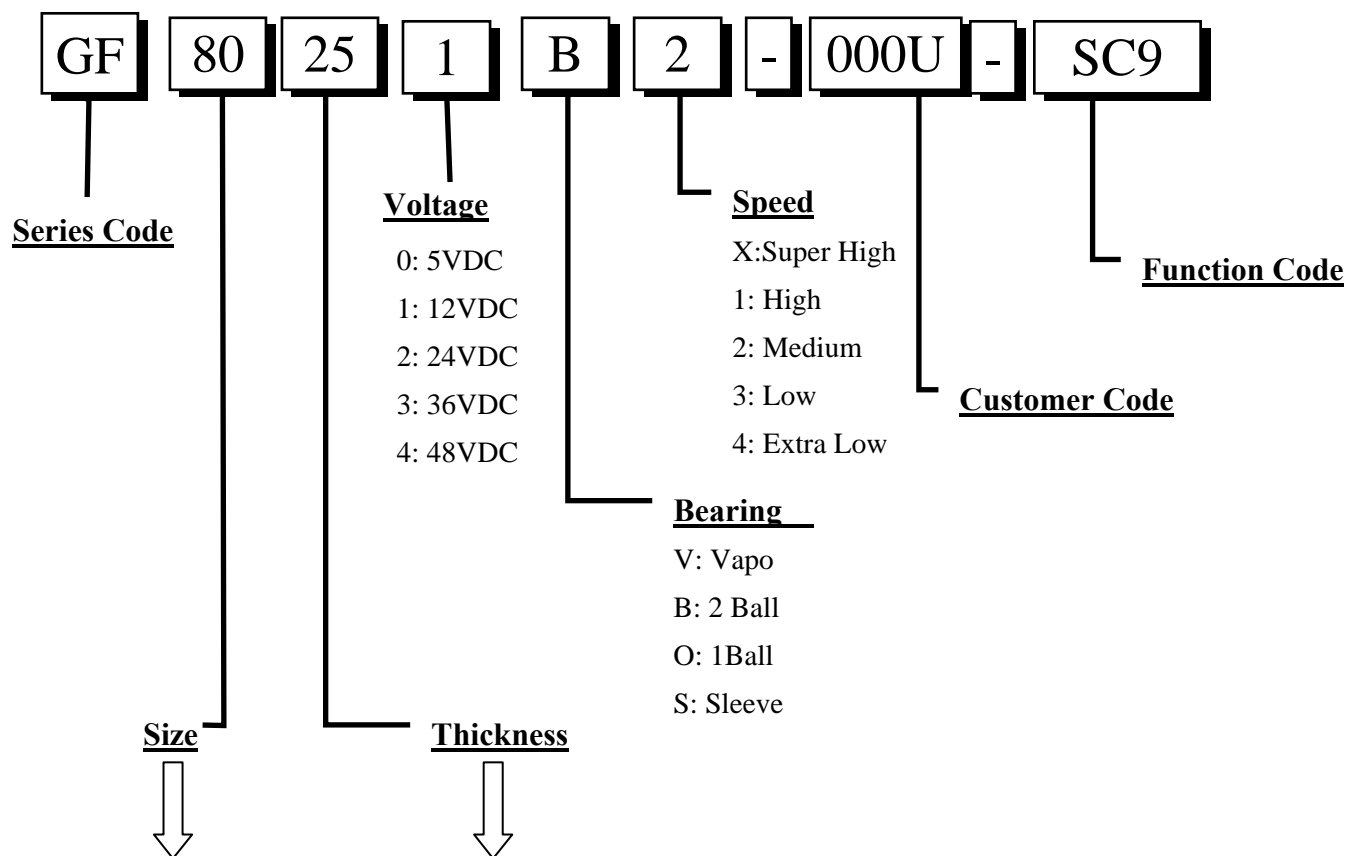 GF 80 25 1 B 2 - 000U - SC9
Series Code
Voltage
0: 5VDC
1: 12VDC
2: 24VDC
3: 36VDC
4: 48VDC
Speed
X:Super High
1: High
2: Medium
3: Low
4: Extra Low
Function Code
Customer Code
Bearing
V: Vapo
B: 2 Ball
O: 1Ball
S: Sleeve
Size
Thickness